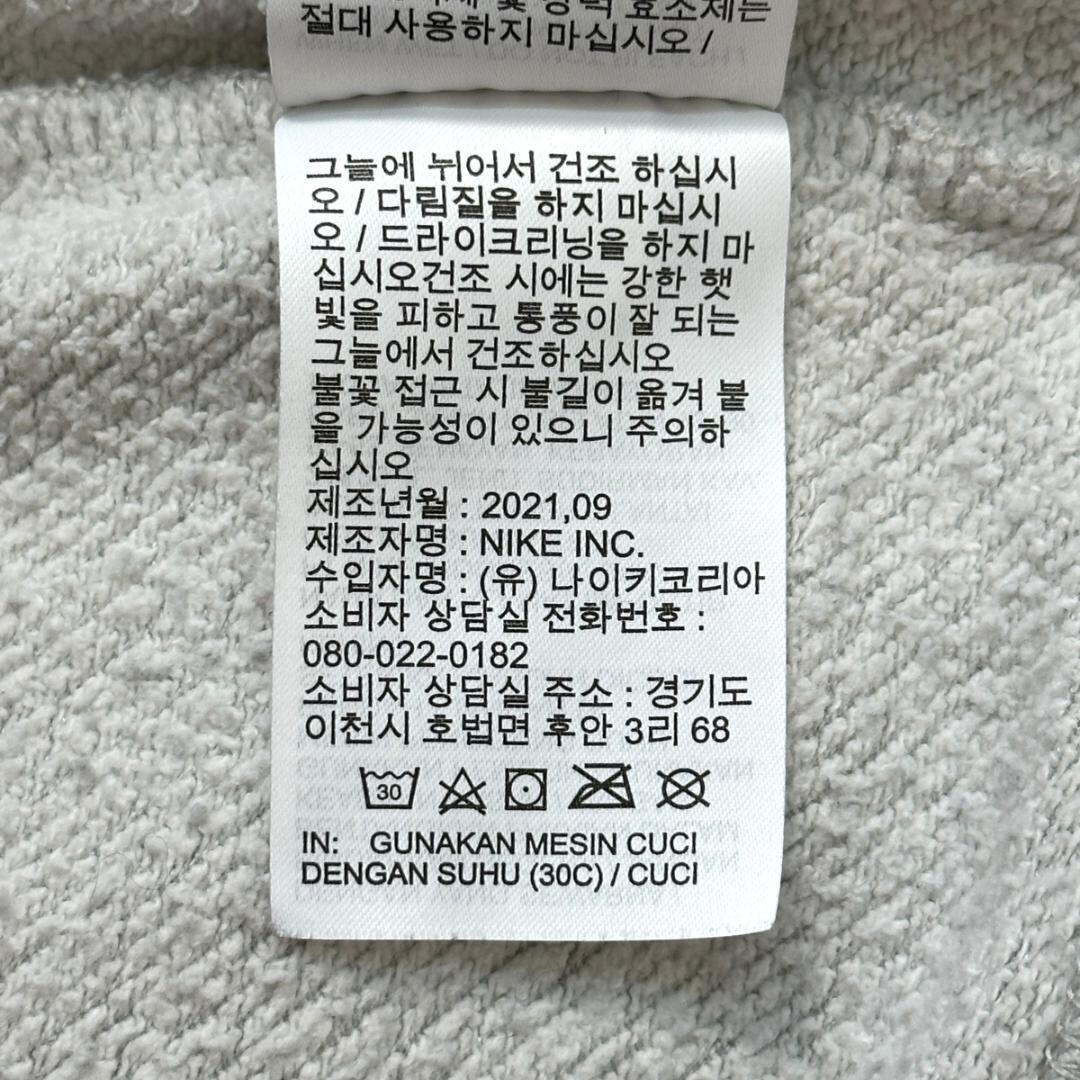 절대 사용하지 마십시오 /
그늘에 뉘어서 건조 하십시
오 / 다림질을 하지 마십시
오 / 드라이크리닝을 하지 마
십시오건조 시에는 강한 햇
빛을 피하고 통풍이 잘 되는
그늘에서 건조하십시오
불꽃 접근 시 불길이 옮겨 붙
을 가능성이 있으니 주의하
십시오
제조년월 : 2021,09
제조자명 : NIKE INC.
수입자명 : (유) 나이키코리아
소비자 상담실 전화번호 :
080-022-0182
소비자 상담실 주소 : 경기도
이천시 호법면 후안 3리 68
30
IN: GUNAKAN MESIN CUCI
DENGAN SUHU (30C) / CUCI